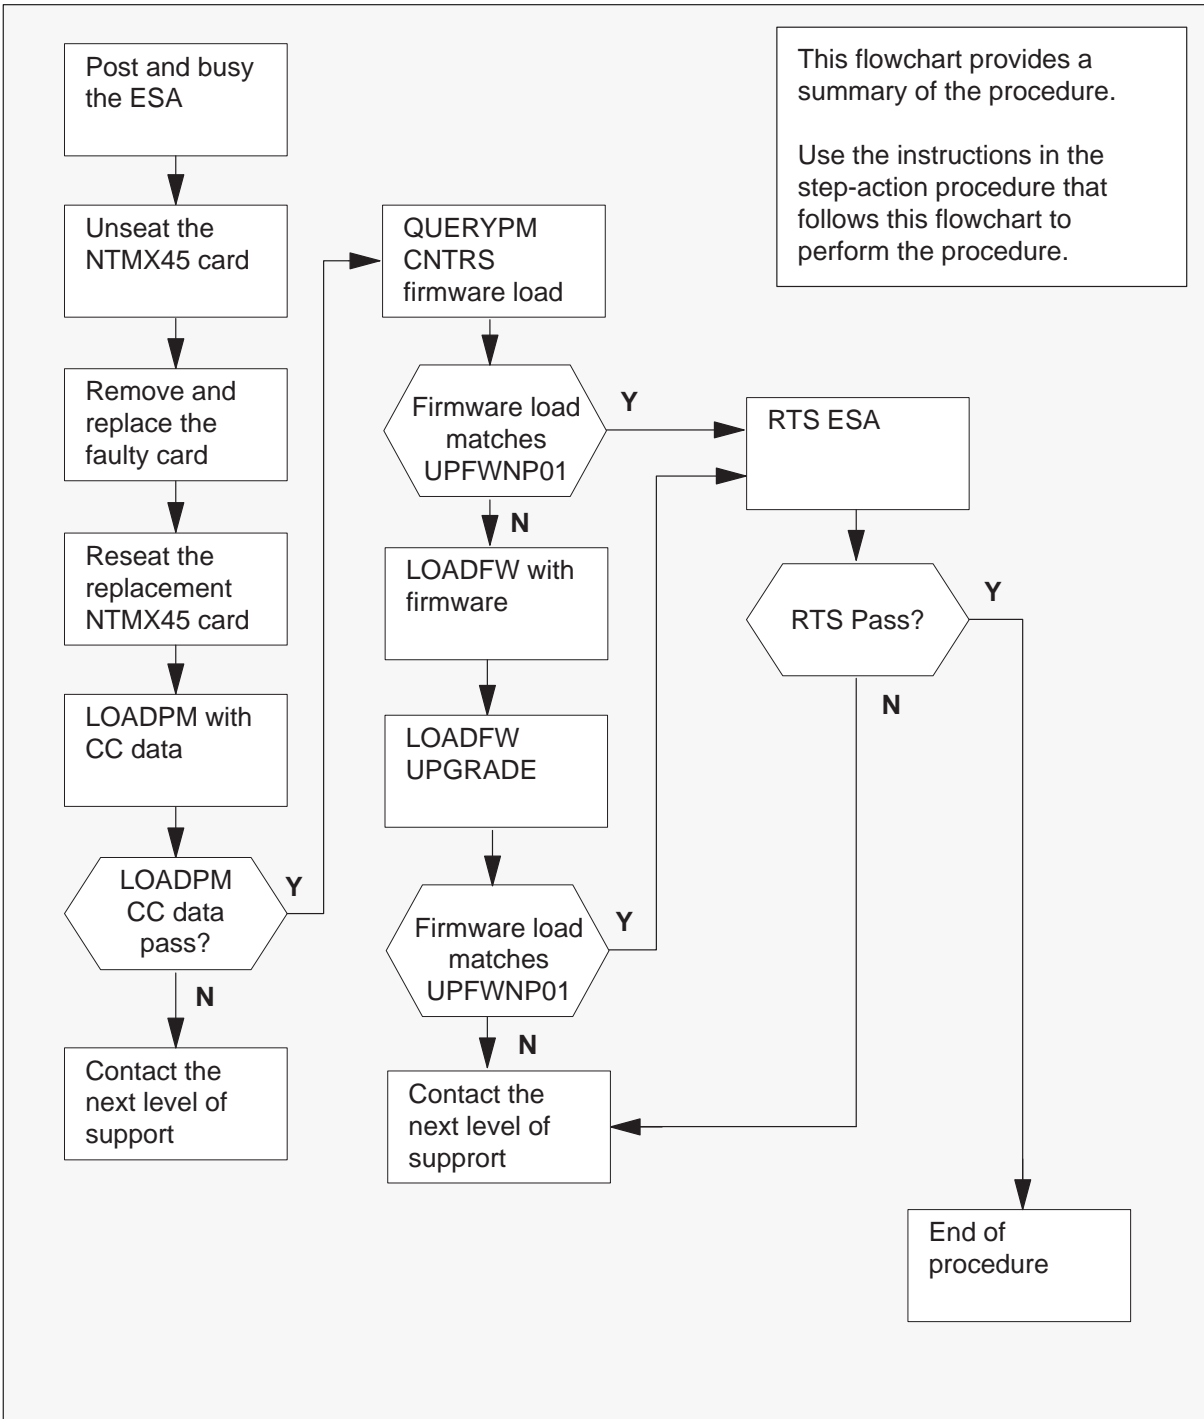 Post and busy
the ESA
Unseat the
NTMX45 card
Remove and
replace the
faulty card
Reseat the
replacement
NTMX45 card
LOADPM with
CC data
LOADPM
CC data
pass?
Y
N
Contact the
next level of
support
QUERYPM
CNTRS
firmware load
Firmware load
matches
UPFWNP01
Y
N
LOADFW with
firmware
LOADFW
UPGRADE
Firmware load
matches
UPFWNP01
Y
N
Contact the
next level of
supprort
This flowchart provides a
summary of the procedure.
Use the instructions in the
step-action procedure that
follows this flowchart to
perform the procedure.
RTS ESA
RTS Pass?
Y
N
End of
procedure